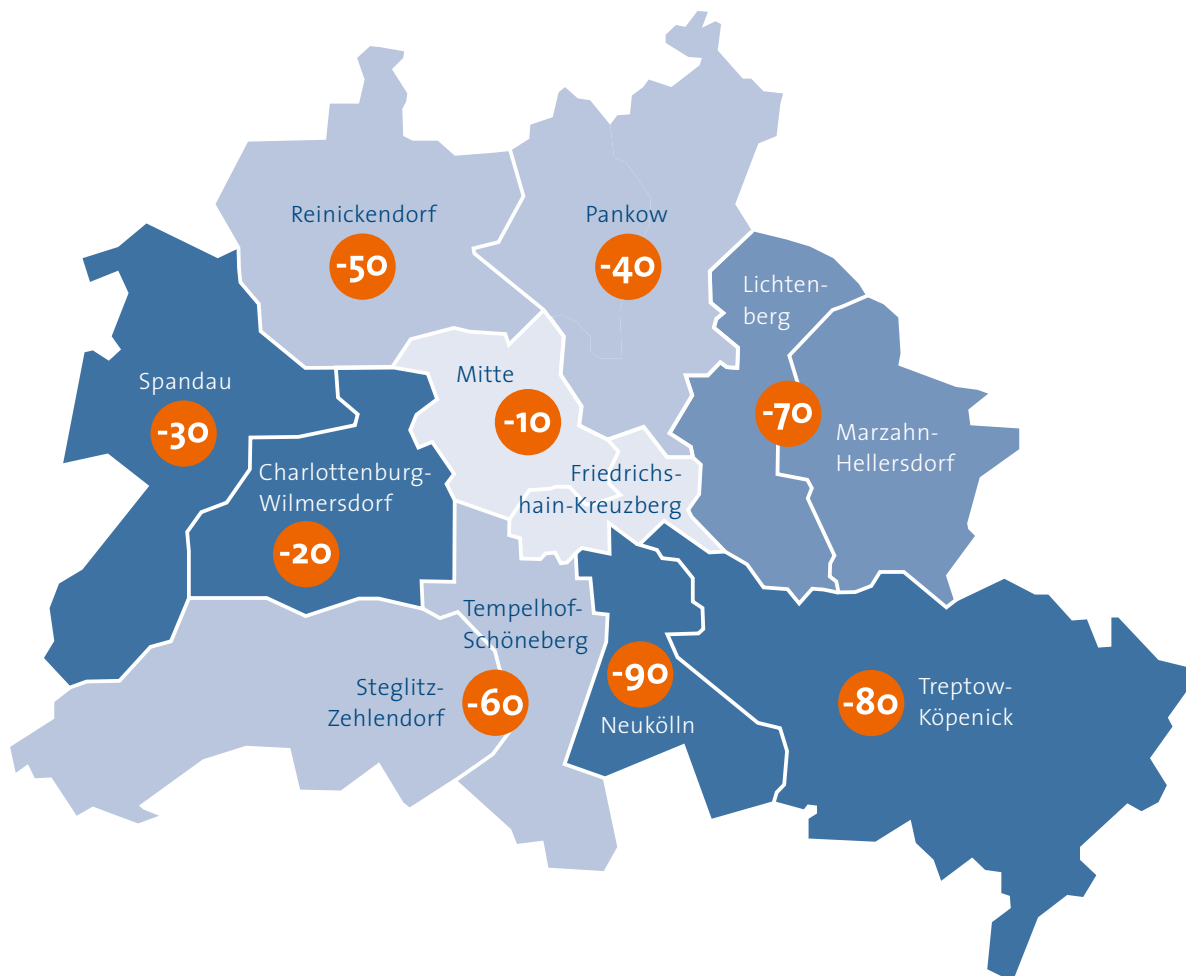 Reinickendorf
-50
Pankow
-40
Lichten-
berg
Spandau
-30
Mitte
-10
-70
Marzahn-
Hellersdorf
Charlottenburg-
Wilmersdorf
-20
Friedrichs-
hain-Kreuzberg
Tempelhof-
Schöneberg
Steglitz-
Zehlendorf
-60
-90
Neukölln
-80
Treptow-
Köpenick